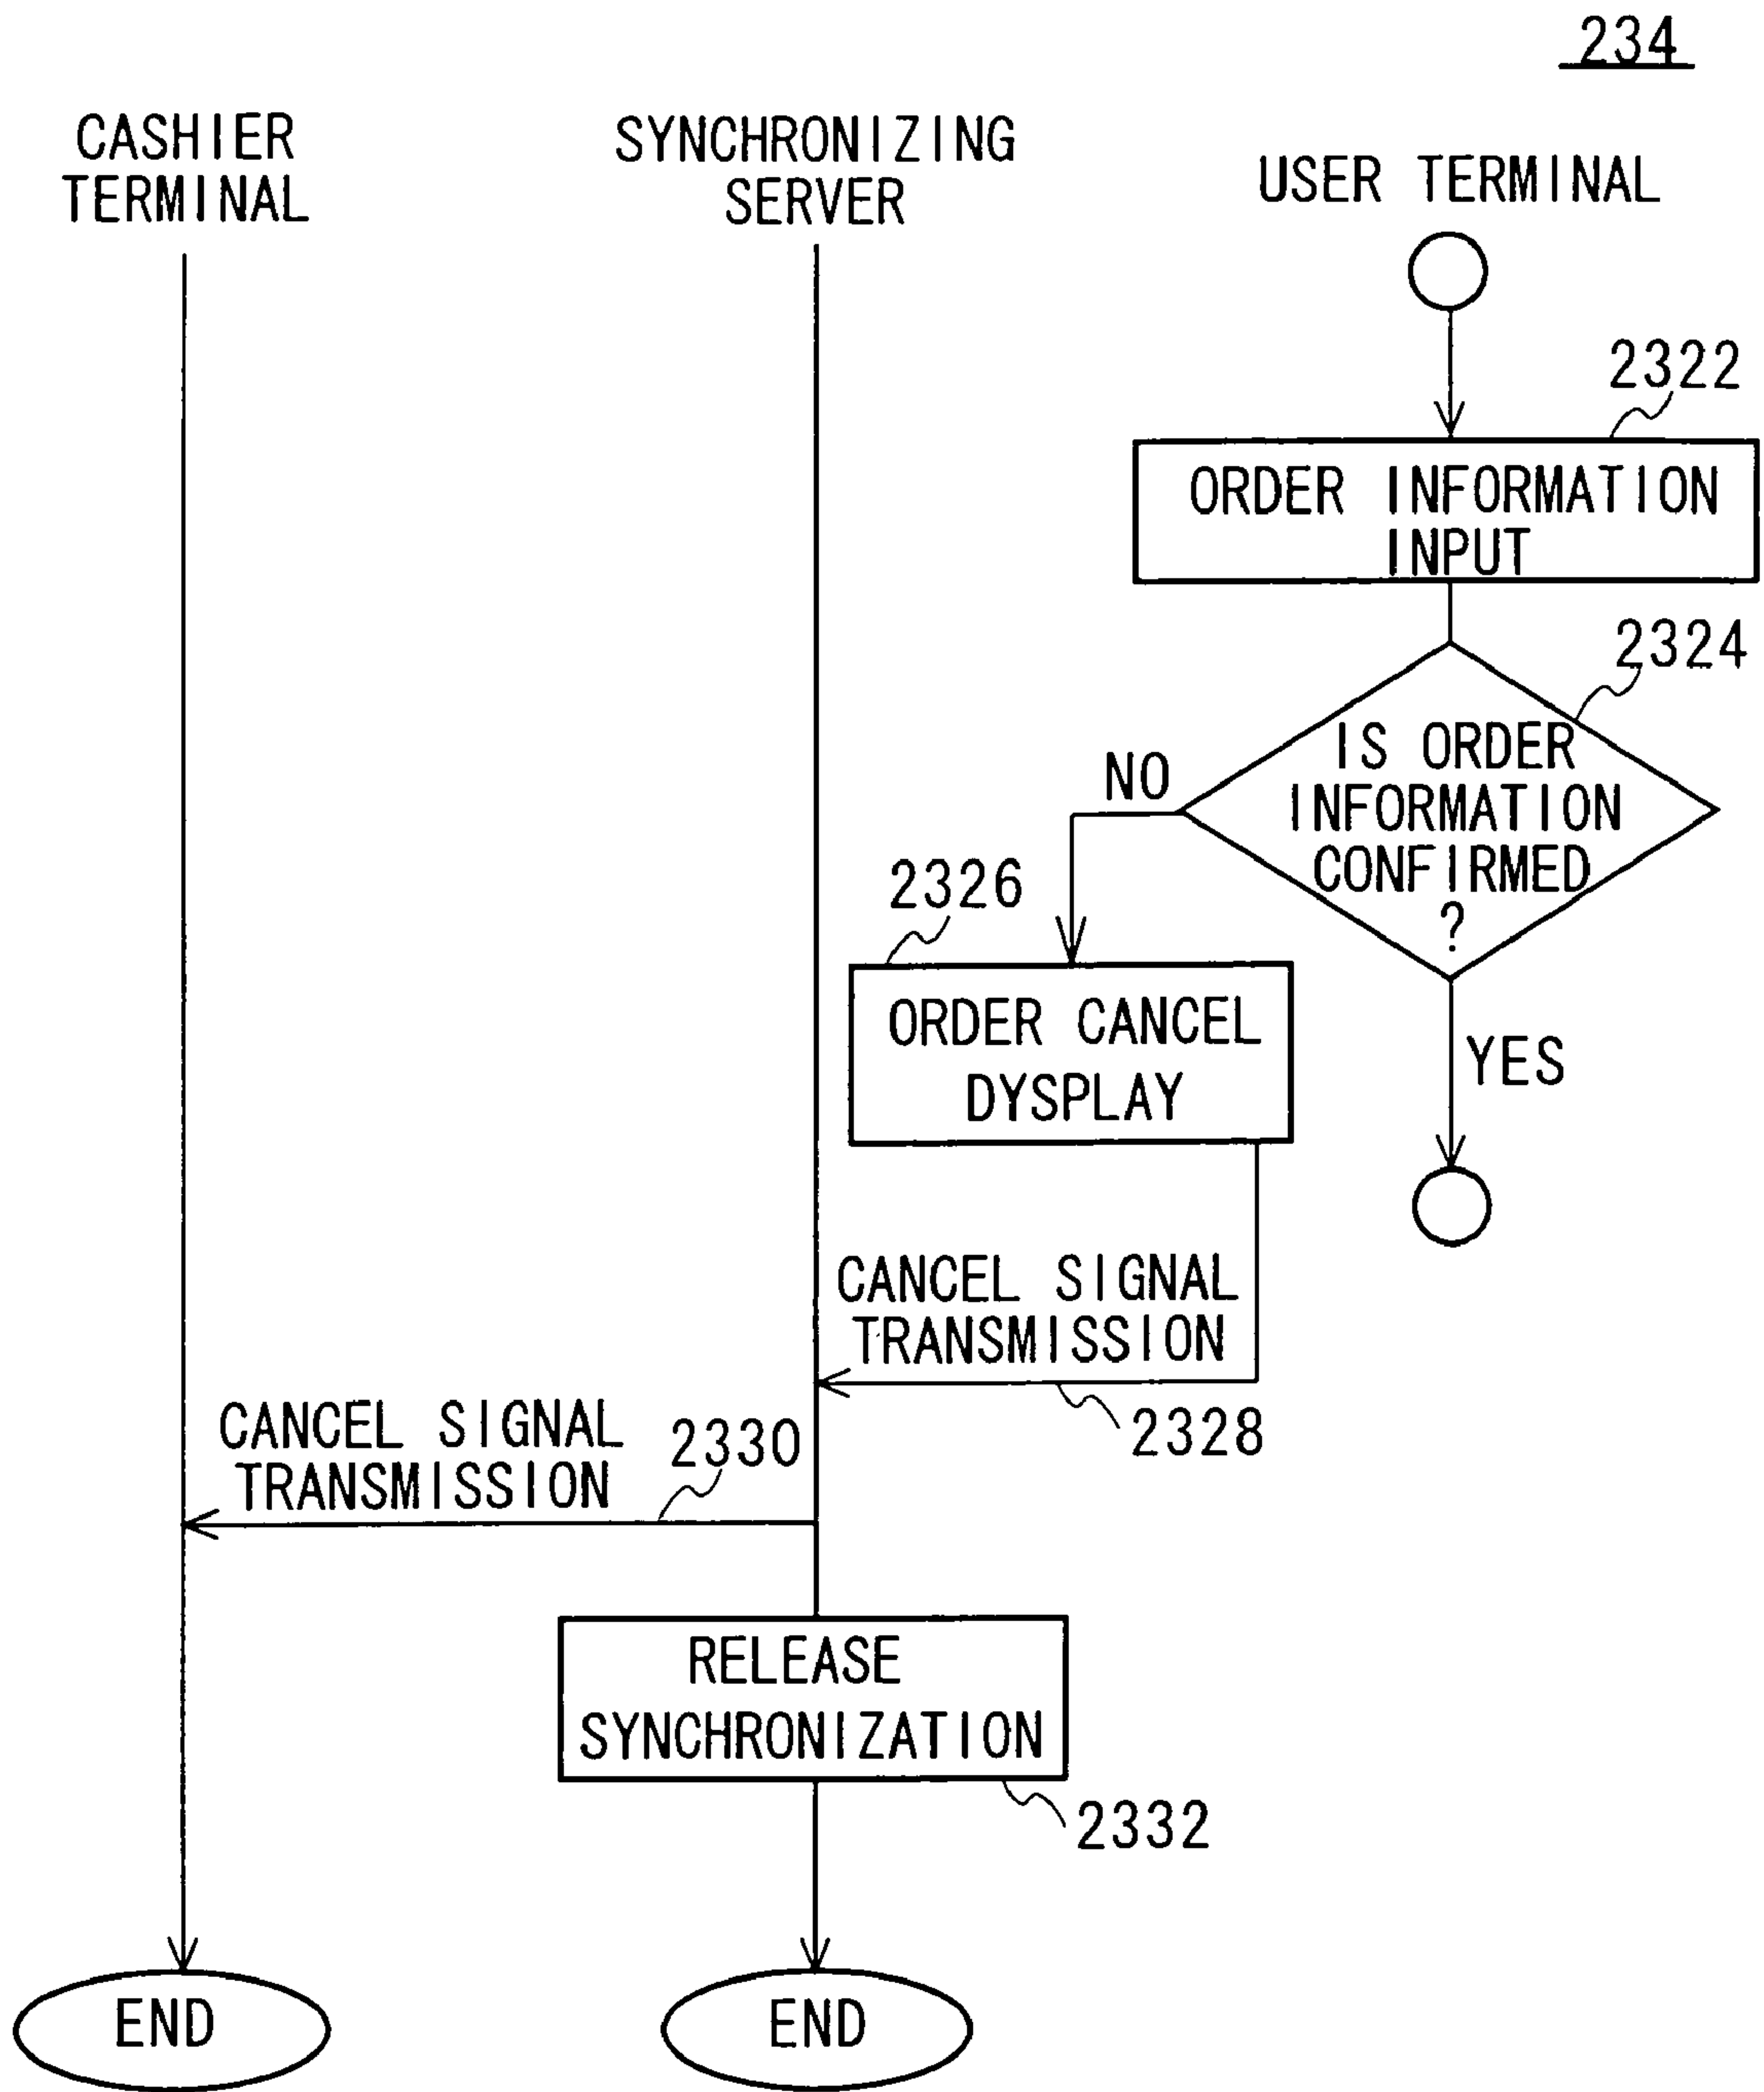 234
CASHIER
TERMINAL
SYNCHRONIZING
SERVER
USER TERMINAL
2322
ORDER INFORMATION
INPUT
2324
IS ORDER
INFORMATION
CONFIRMED
?
NO
2326
ORDER CANCEL
DYSPLAY
YES
CANCEL SIGNAL
TRANSMISSION
2328
CANCEL SIGNAL
TRANSMISSION
2330
RELEASE
SYNCHRONIZATION
2332
END
END